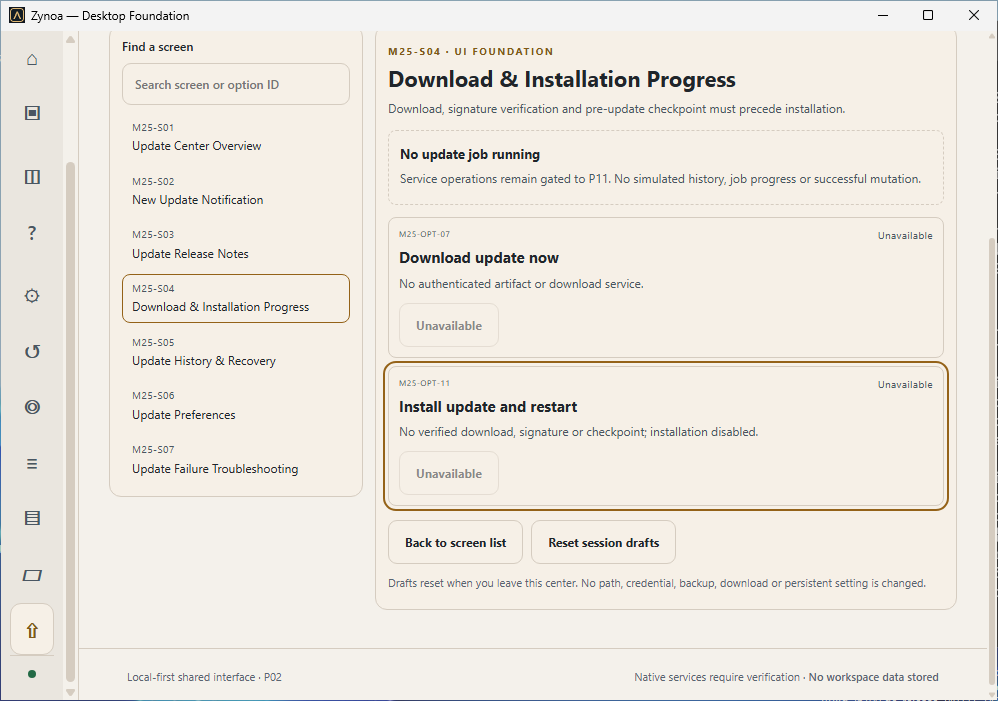 Zynoa — Desktop Foundation
Find a screen
Search screen or option ID
M25-S01
Update Center Overview
M25-S02
New Update Notification
M25-S03
Update Release Notes
M25-S04
Download & Installation Progress
M25-S05
Update History & Recovery
M25-S06
Update Preferences
M25-S07
Update Failure Troubleshooting
M25-S04 · UI FOUNDATION
Download & Installation Progress
Download, signature verification and pre-update checkpoint must precede installation.
No update job running
Service operations remain gated to P11. No simulated history, job progress or successful mutation.
M25-OPT-07
Unavailable
Download update now
No authenticated artifact or download service.
Unavailable
M25-OPT-11
Unavailable
Install update and restart
No verified download, signature or checkpoint; installation disabled.
Unavailable
Back to screen list
Reset session drafts
Drafts reset when you leave this center. No path, credential, backup, download or persistent setting is changed.
Local-first shared interface · P02
Native services require verification · No workspace data stored